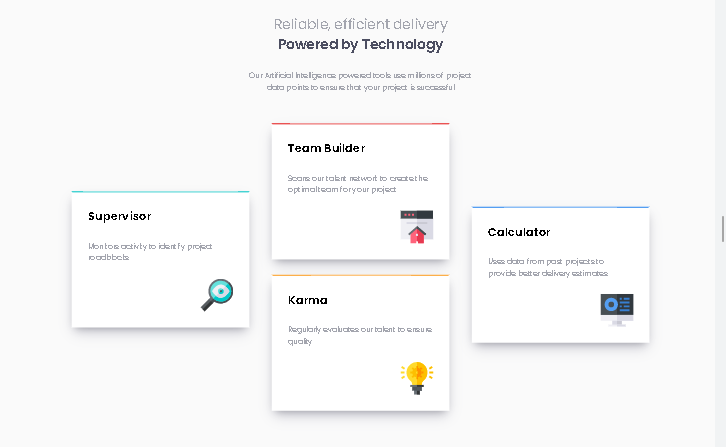 Reliable, efficient delivery
Powered by Technology
Our Artificial Intelligence powered tools use millions of project
data points to ensure that your project is successful
Supervisor
Monitors activity to identify project
roadblocks
Team Builder
Scans our talent network to create the
optimal team for your project
Karma
Regularly evaluates our talent to ensure
quality
Calculator
Uses data from past projects to
provide better delivery estimates